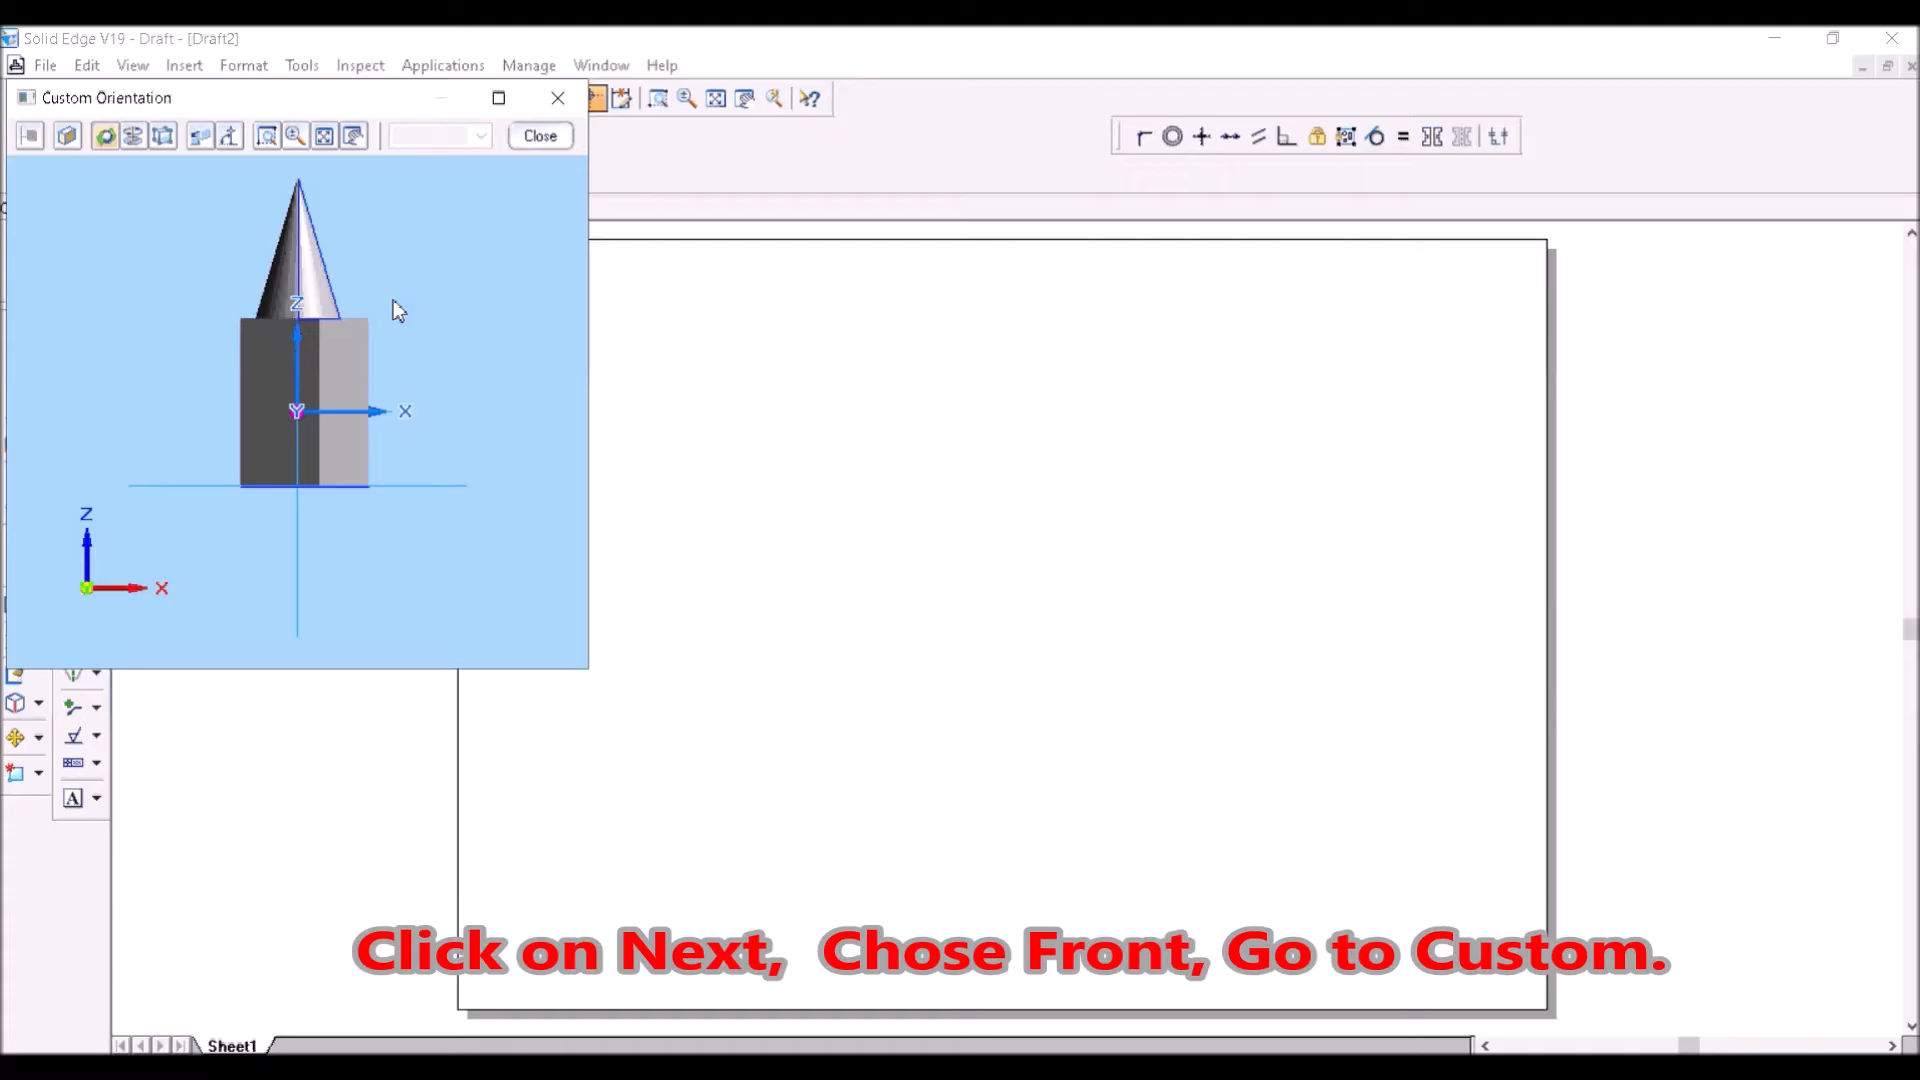 Solid Edge V19 - Draft - [Draft2]
File Edit View Insert Format Tools Inspect Applications Manage Window Help
Custom Orientation
Close
Z
Y
X
Z
X
A
Click on Next, Chose Front, Go to Custom.
Sheet1